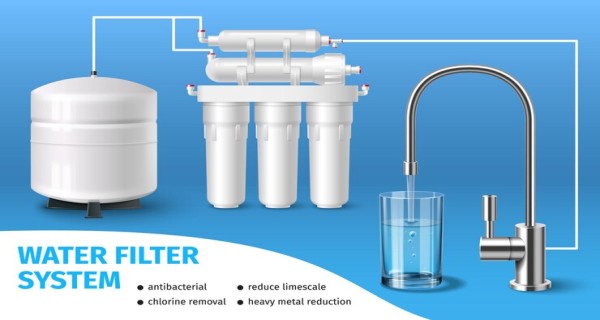 WATER FILTER
SYSTEM
• antibacterial
• chlorine removal
• reduce limescale
• heavy metal reduction